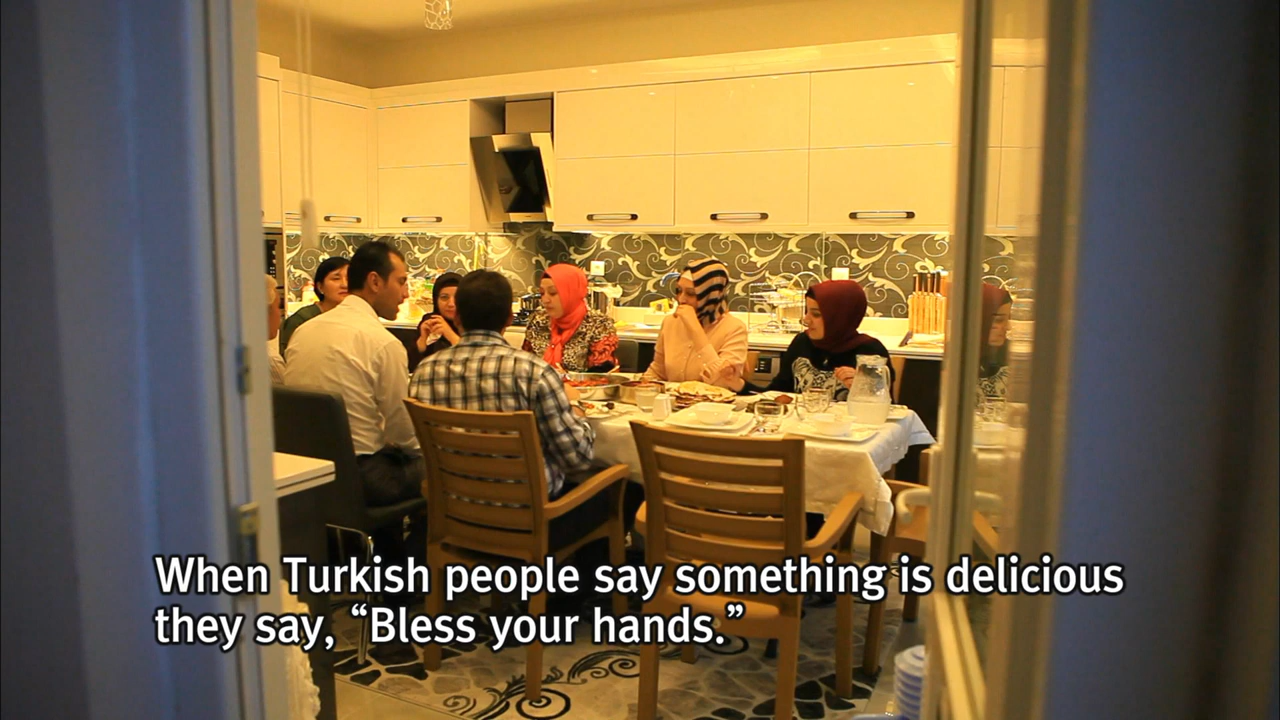 When Turkish people say something is delicious
they say, “Bless your hands.”